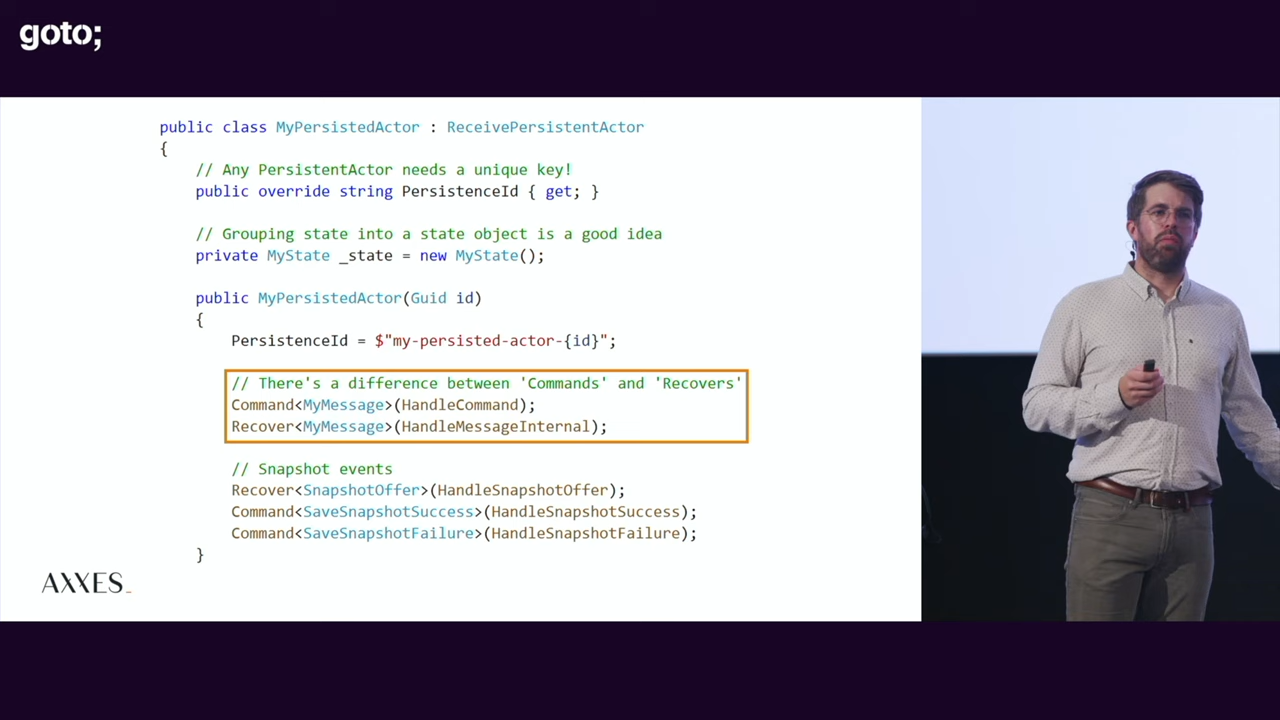 goto;
public class MyPersistedActor : ReceivePersistentActor
{
// Any PersistentActor needs a unique key!
public override string PersistenceId { get; }
// Grouping state into a state object is a good idea
private MyState _state = new MyState();
public MyPersistedActor(Guid id)
{
PersistenceId = $"my-persisted-actor-{id}";
// There's a difference between 'Commands' and 'Recovers'
Command<MyMessage>(HandleCommand);
Recover<MyMessage>(HandleMessageInternal);
// Snapshot events
Recover<SnapshotOffer>(HandleSnapshotOffer);
Command<SaveSnapshotSuccess>(HandleSnapshotSuccess);
Command<SaveSnapshotFailure>(HandleSnapshotFailure);
}
AXXES_